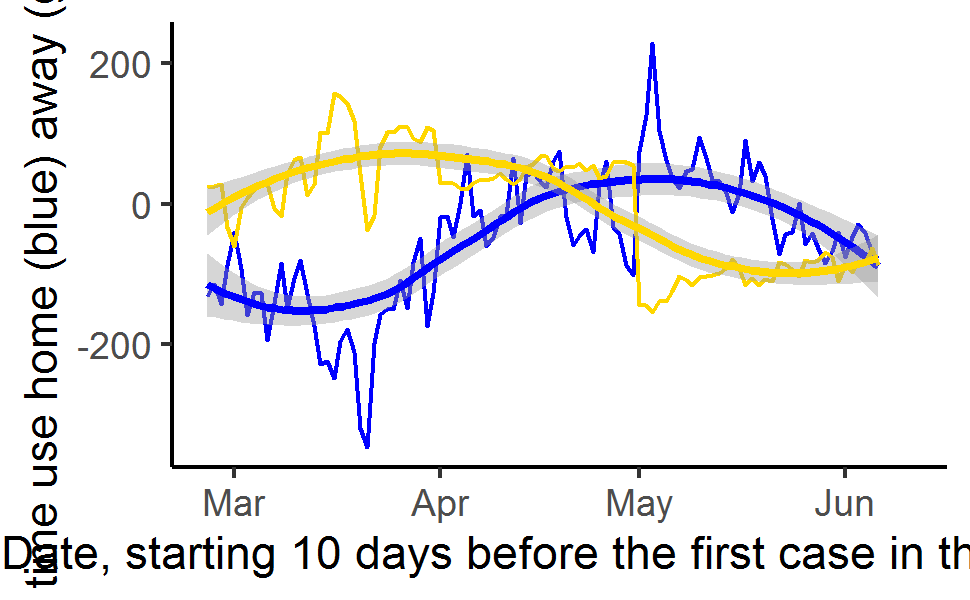 time use home (blue) away (
200
0
-200
Mar Apr May Jun
Date, starting 10 days before the first case in th